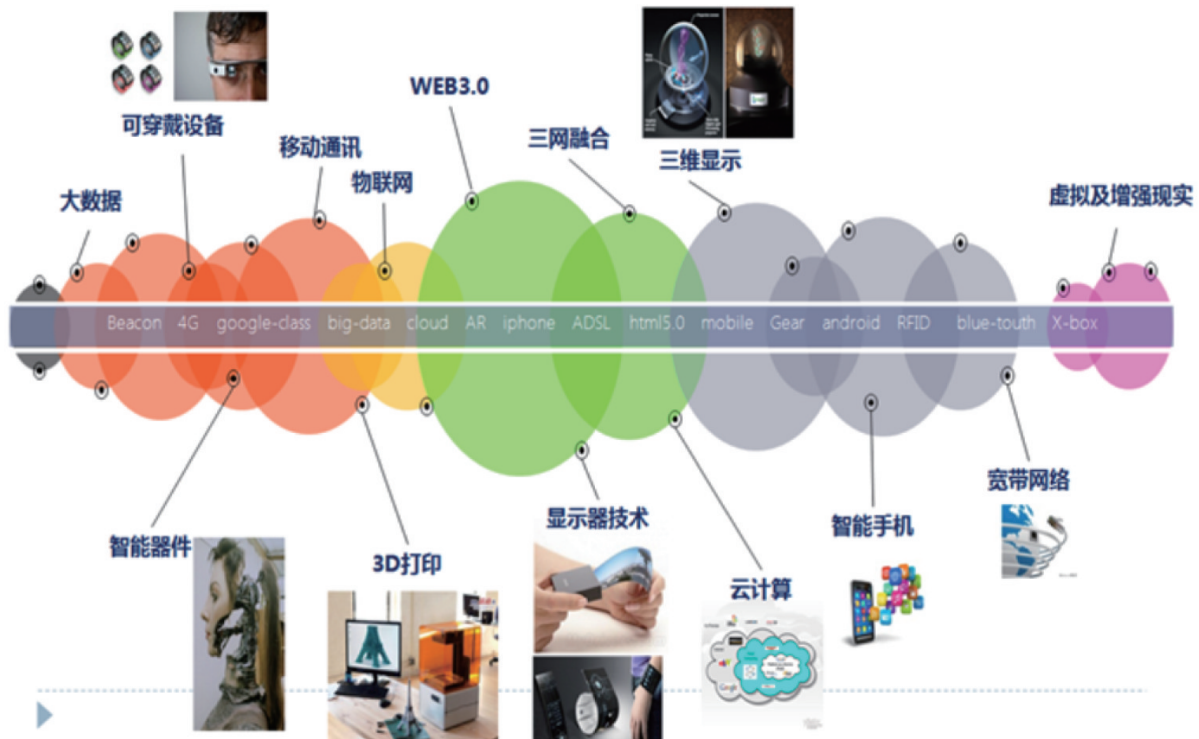 WEB3.0
可穿戴设备
移动通讯
三网融合
三维显示
物联网
大数据
虚拟及增强现实
Beacon 4G google-class big-data cloud AR iphone ADSL html5.0 mobile Gear android RFID blue-touth X-box
宽带网络
显示器技术
智能手机
智能器件
3D打印
云计算
Google